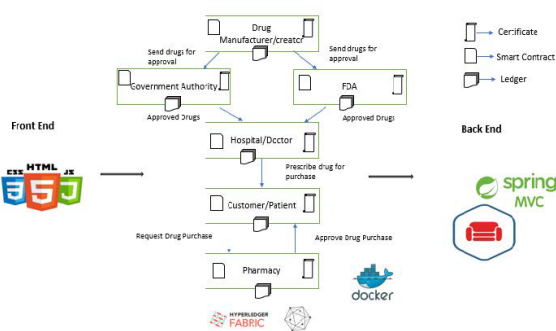 Drug
Manufacturer/creator
Certificate
Smart Contract
Ledger
Send drugs for
approval
Send drugs for
approval
Government Authority
FDA
Approved Drugs
Approved Drugs
Front End
Hospital/Doctor
Back End
Prescribe drug for
purchase
CSS HTML JS
3 5 J
spring
MVC
Customer/Patient
Request Drug Purchase
Approve Drug Purchase
Pharmacy
docker
HYPERLEDGER
FABRIC